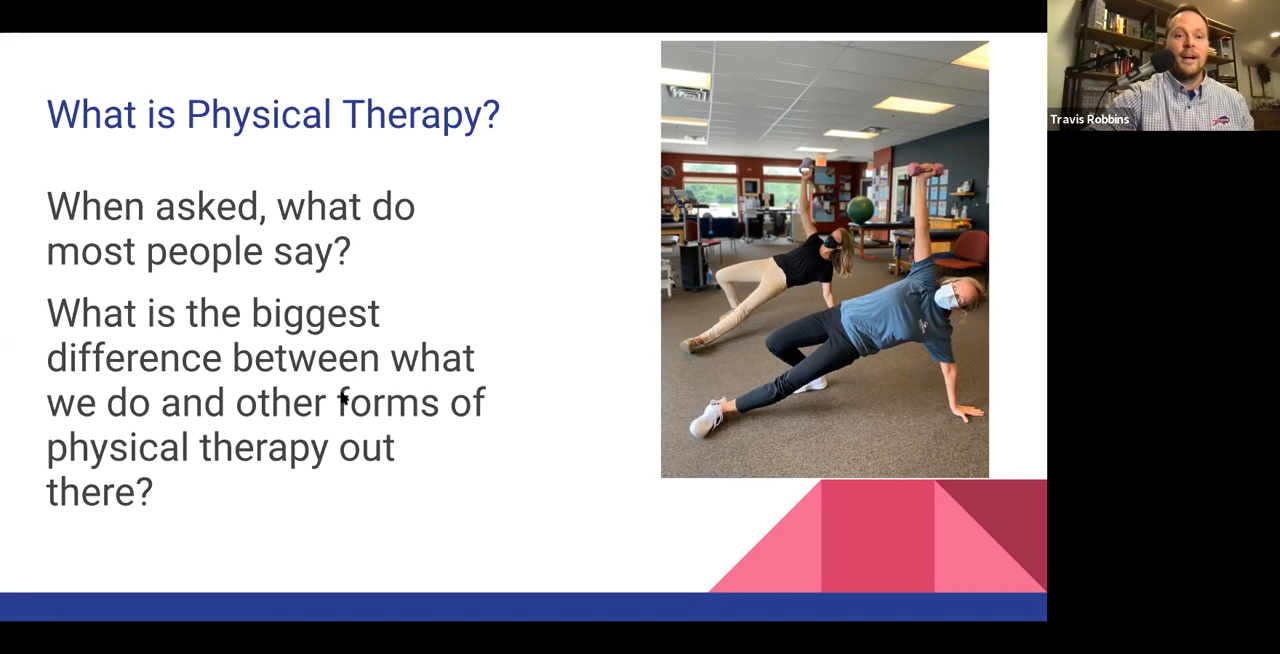 What is Physical Therapy?
When asked, what do
most people say?
What is the biggest
difference between what
we do and other forms of
physical therapy out
there?
Travis Robbins